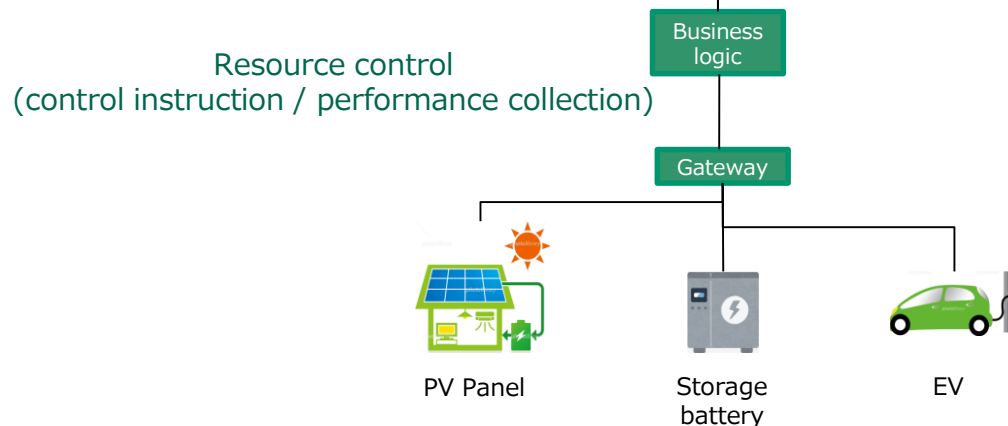 Business
logic
Resource control
(control instruction / performance collection)
Gateway
PV Panel
Storage
battery
EV